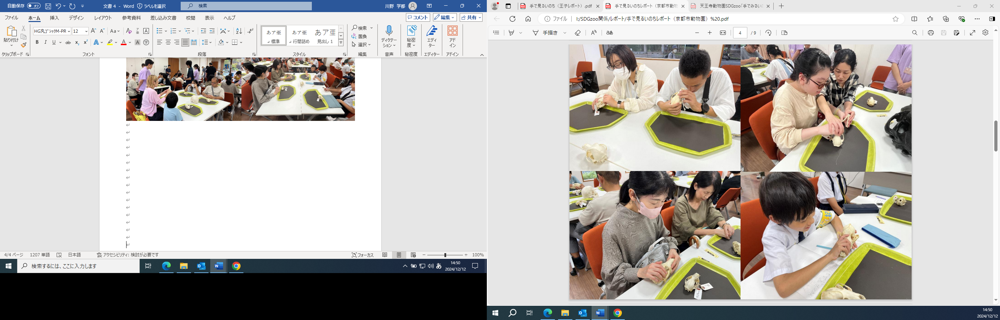 自動保存 オフ 文書 4 - Word ラベルを選択 検索 川野 学都
ファイル ホーム 挿入 デザイン レイアウト 参考資料 差し込み文書 校閲 表示 ヘルプ コメント 編集 共有
貼り付け
HG丸ゴシックM-PR 12
あア亜 標準
あア亜 行間詰め
あア亜 見出し 1
検索
置換
選択
ディクテーション
秘密度
エディター
アドイン
クリップボード フォント 段落 スタイル 編集 音声 秘密度 エディター アドイン
4/4 ページ 1207 単語 日本語 アクセシビリティ: 検討が必要です フォーカス 100%
検索するには、ここに入力します
あ
14:50
2024/12/12
手で見るいのち（王子レポート）.pdf
手で見るいのちレポート（京都市動物
天王寺動物園SDGzoo「手でみるい
ファイル I:/SDGzoo関係/レポート/手で見るいのちレポート（京都市動物園）%20.pdf
手描き
4 / 9
14:50
2024/12/12